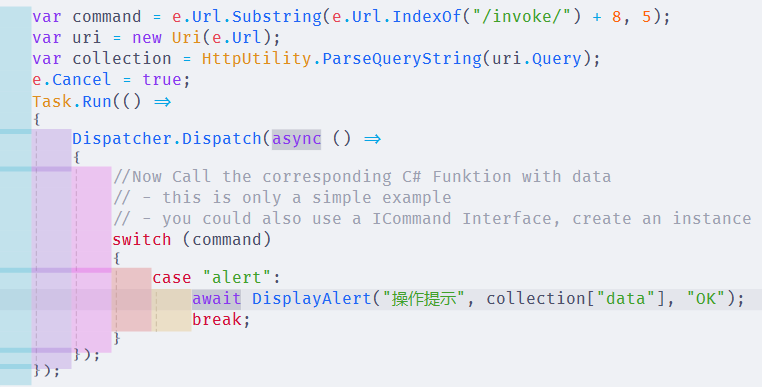 var command = e.Url.Substring(e.Url.IndexOf("/invoke/") + 8, 5);
var uri = new Uri(e.Url);
var collection = HttpUtility.ParseQueryString(uri.Query);
e.Cancel = true;
Task.Run(() =>
{
Dispatcher.Dispatch(async () =>
{
//Now Call the corresponding C# Funktion with data
// - this is only a simple example
// - you could also use a ICommand Interface, create an instance
switch (command)
{
case "alert":
await DisplayAlert("操作提示", collection["data"], "OK");
break;
}
});
});